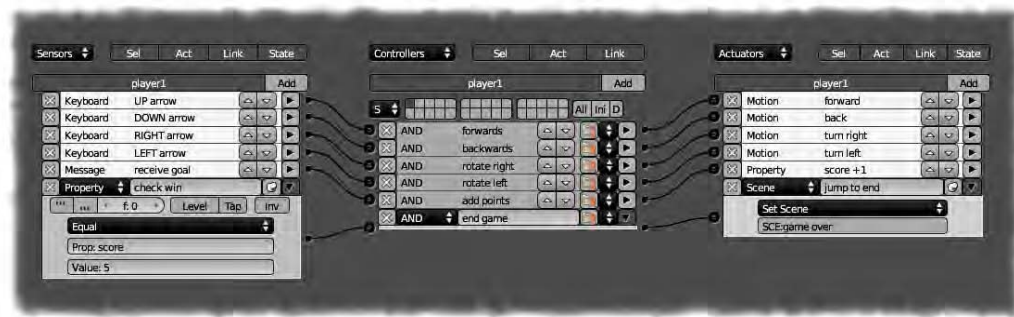 Sensors Sel Act Link State
player1 Add
Keyboard UP arrow
Keyboard DOWN arrow
Keyboard RIGHT arrow
Keyboard LEFT arrow
Message receive goal
Property check win
f: 0 Level Tap Inv
Equal
Prop: score
Value: 5
Controllers Sel Act Link
player1 Add
S All Ini D
AND forwards
AND backwards
AND rotate right
AND rotate left
AND add points
AND end game
Actuators Sel Act Link State
player1 Add
Motion forward
Motion back
Motion turn right
Motion turn left
Property score +1
Scene jump to end
Set Scene
SCE:game over